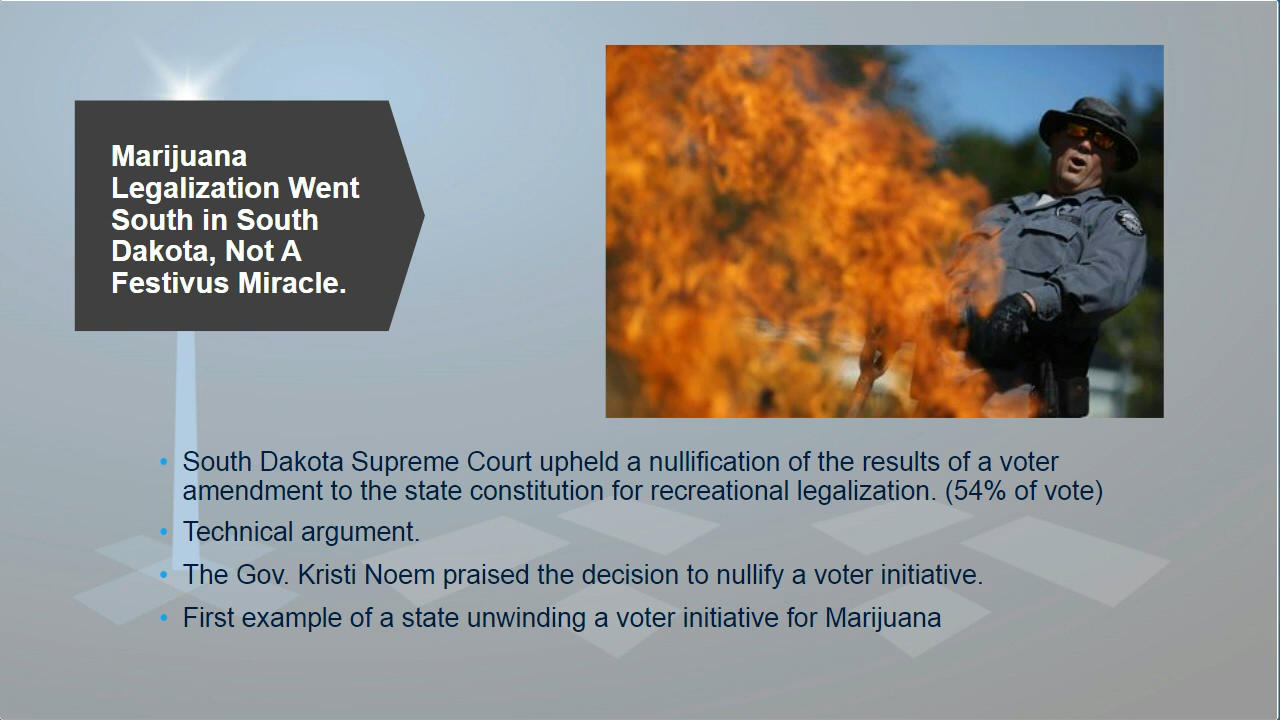 Marijuana
Legalization Went
South in South
Dakota, Not A
Festivus Miracle.
• South Dakota Supreme Court upheld a nullification of the results of a voter
amendment to the state constitution for recreational legalization. (54% of vote)
• Technical argument.
• The Gov. Kristi Noem praised the decision to nullify a voter initiative.
• First example of a state unwinding a voter initiative for Marijuana